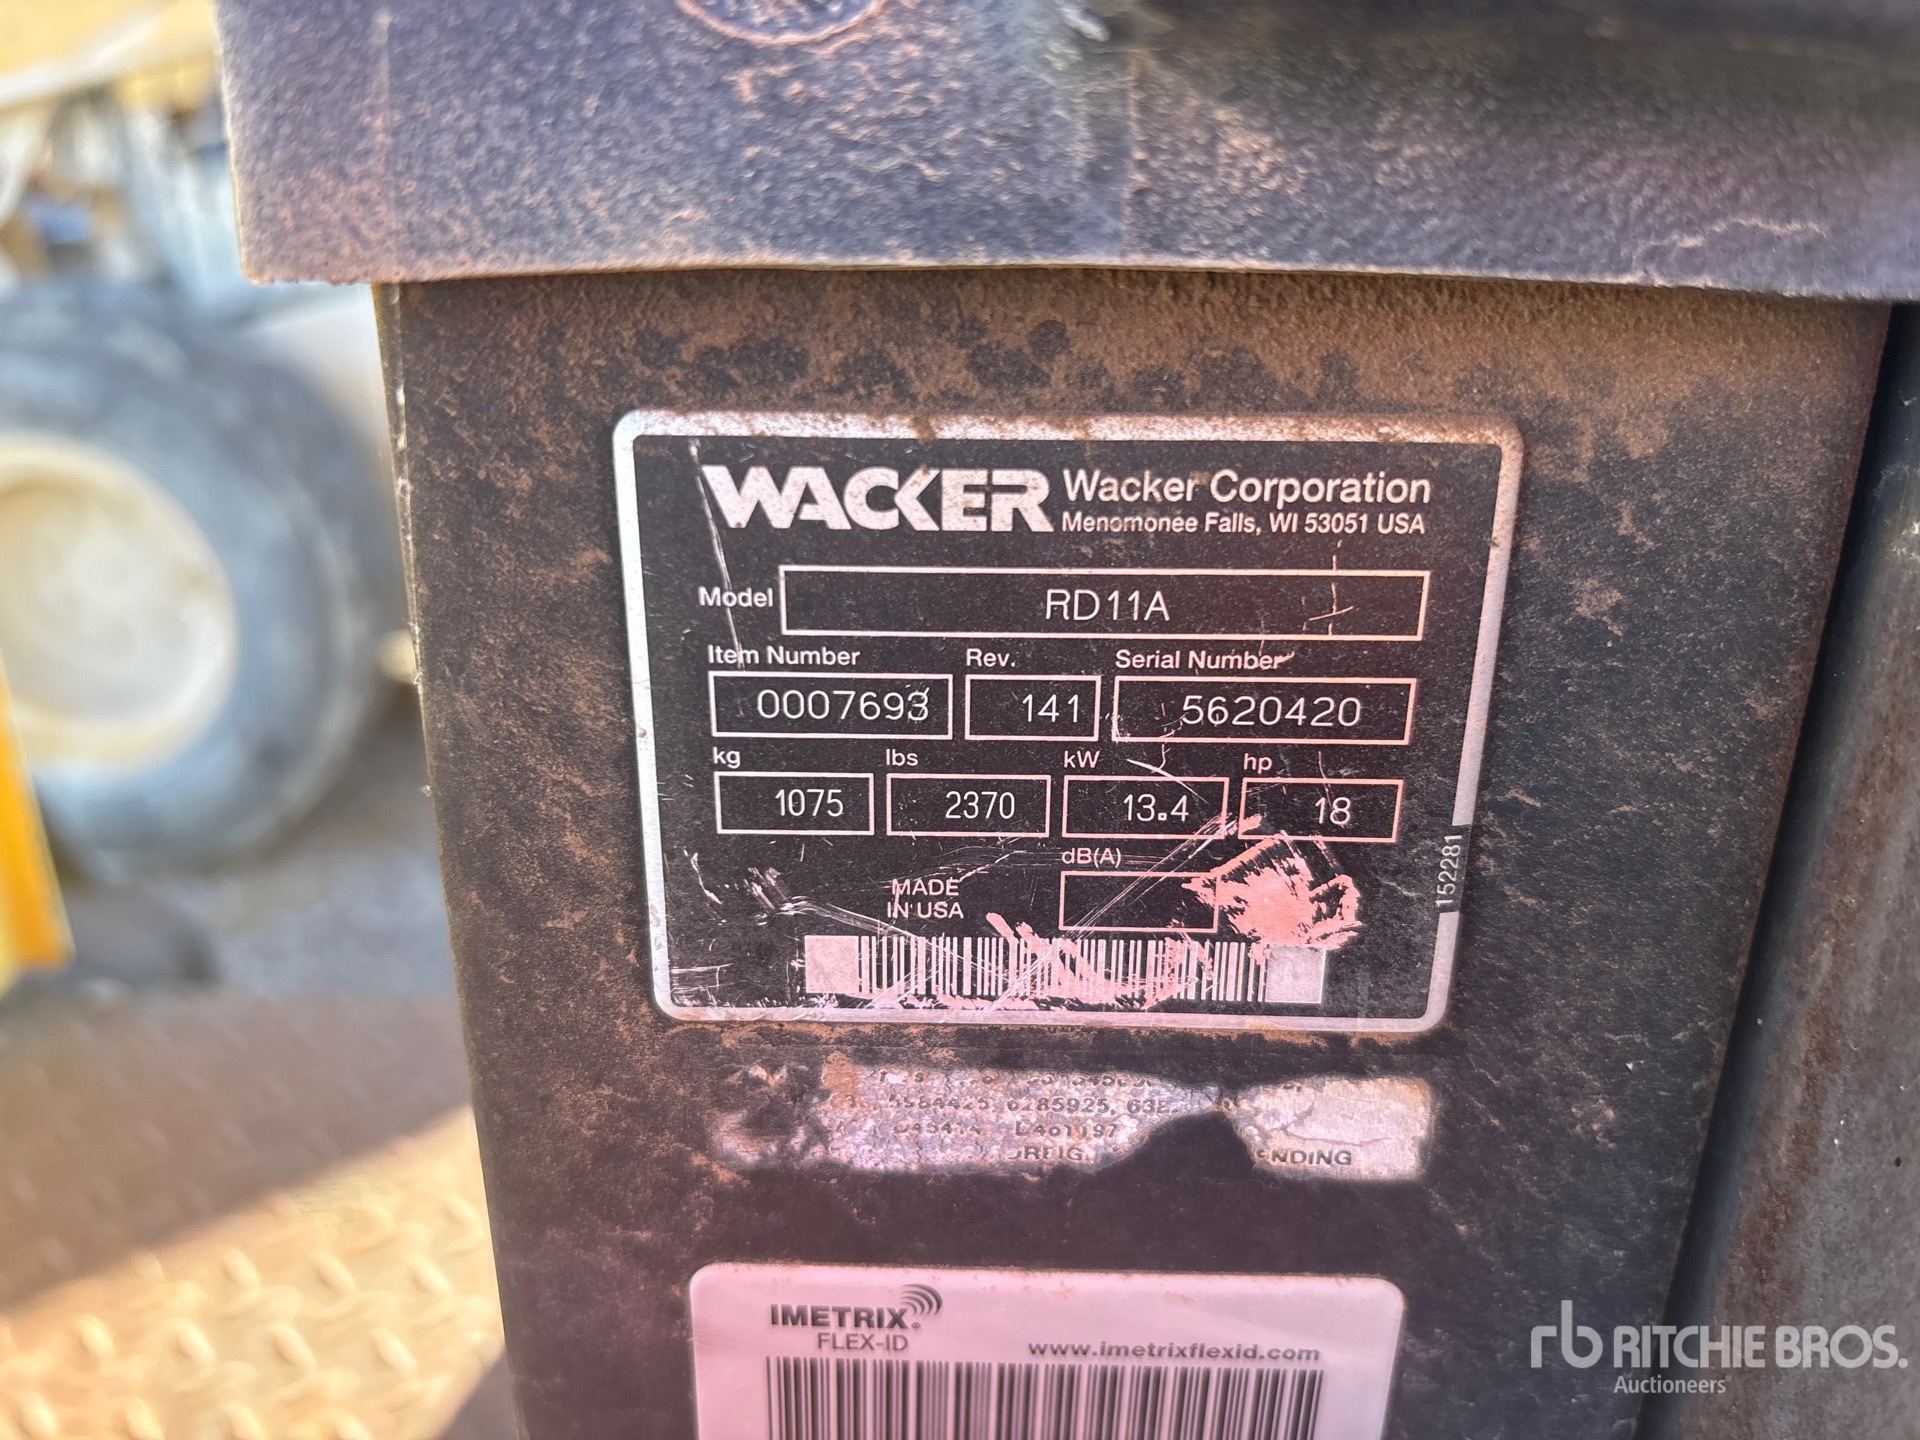 WACKER Wacker Corporation
Menomonee Falls, WI 53051 USA
Model RD11A
Item Number Rev. Serial Number
0007693 141 5620420
kg lbs kW hp
1075 2370 13.4 18
dB(A)
MADE
IN USA
152281
6285925,
IMETRIX
FLEX-ID
www.imetrixflexid.com
rb RITCHIE BROS.
Auctioneers